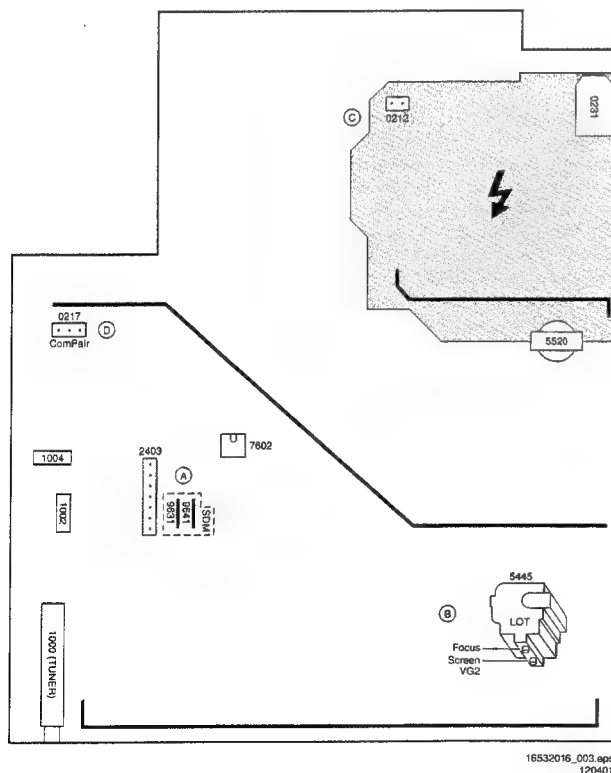 0231
C
0212
5520
0217
ComPair
D
2403
7602
1004
A
1002
9631
9641
(SDM)
5445
B
LOT
1000 (TUNER)
Focus
Screen
VG2
16532016_003.eps
120401